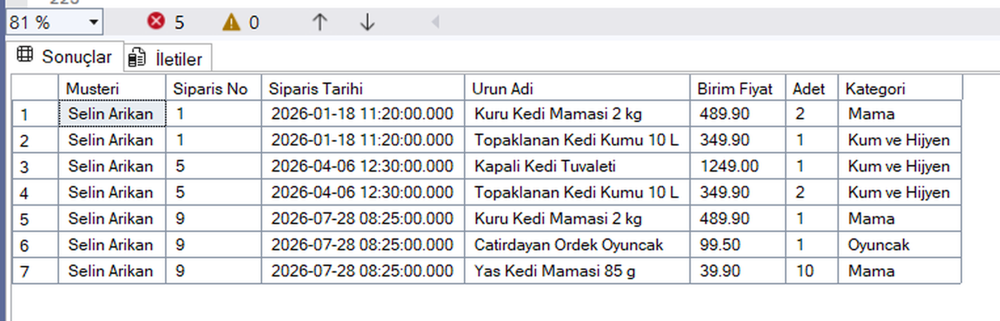 81 % 5 0
Sonuçlar İletiler
Musteri Siparis No Siparis Tarihi Urun Adi Birim Fiyat Adet Kategori
1 Selin Arikan 1 2026-01-18 11:20:00.000 Kuru Kedi Mamasi 2 kg 489.90 2 Mama
2 Selin Arikan 1 2026-01-18 11:20:00.000 Topaklanan Kedi Kumu 10 L 349.90 1 Kum ve Hijyen
3 Selin Arikan 5 2026-04-06 12:30:00.000 Kapali Kedi Tuvaleti 1249.00 1 Kum ve Hijyen
4 Selin Arikan 5 2026-04-06 12:30:00.000 Topaklanan Kedi Kumu 10 L 349.90 2 Kum ve Hijyen
5 Selin Arikan 9 2026-07-28 08:25:00.000 Kuru Kedi Mamasi 2 kg 489.90 1 Mama
6 Selin Arikan 9 2026-07-28 08:25:00.000 Catirdayan Ordek Oyuncak 99.50 1 Oyuncak
7 Selin Arikan 9 2026-07-28 08:25:00.000 Yas Kedi Mamasi 85 g 39.90 10 Mama